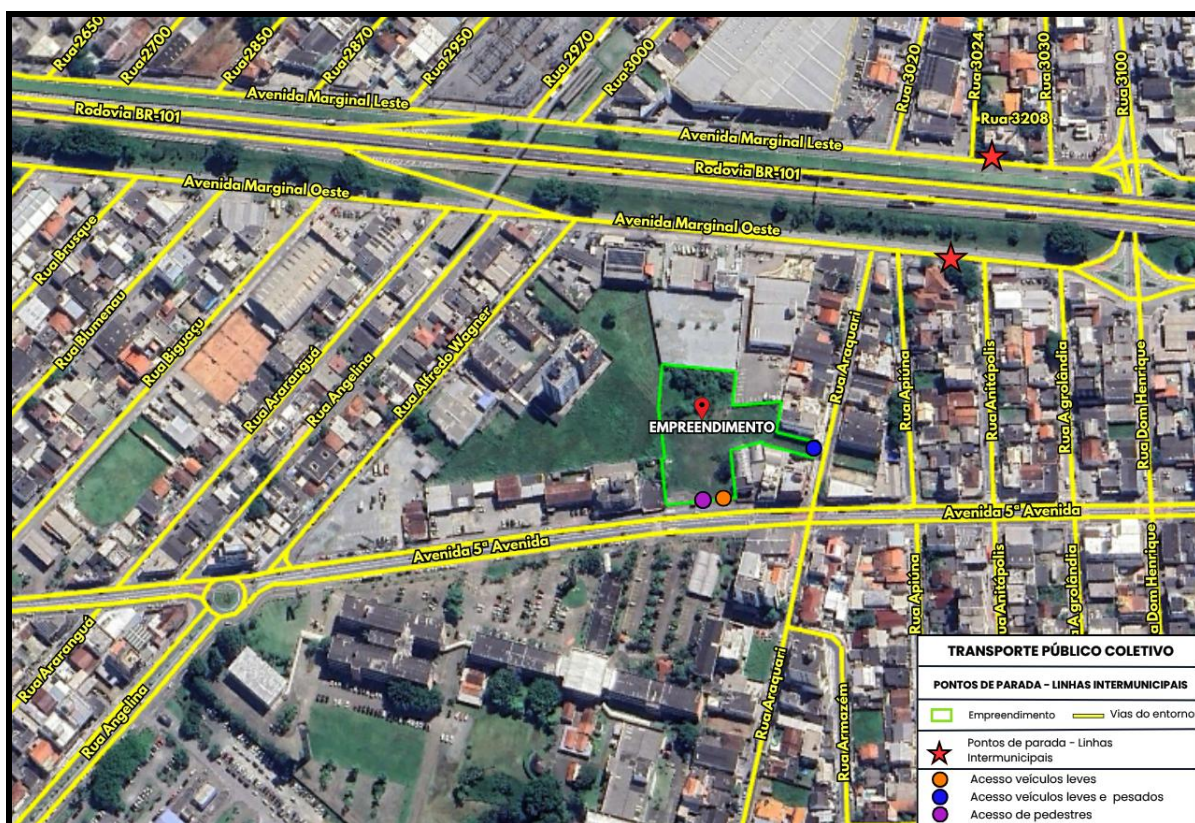 Rua 2650
Rua 2700
Rua 2850
Rua 2870
Rua 2950
Rua 2970
Rua 3000
Rua 3020
Rua 3024
Rua 3030
Rua 3100
Avenida Marginal Leste
Rodovia BR-101
Rua 3208
Avenida Marginal Leste
Rodovia BR-101
Avenida Marginal Oeste
Avenida Marginal Oeste
Rua Brusque
Rua Blumenau
Rua Biguaçu
Rua Araranguá
Rua Angelina
Rua Alfredo Wagner
Rua Araquari
Rua Apiúna
Rua Anitápolis
Rua A grolândia
Rua Dom Henrique
EMPREENDIMENTO
Avenida 5ª Avenida
Avenida 5ª Avenida
Rua Araranguá
Rua Angelina
Rua Araquari
Rua Armazém
Rua Apiúna
Rua Anitápolis
Rua A grolândia
a Dom Henrique
TRANSPORTE PÚBLICO COLETIVO
PONTOS DE PARADA - LINHAS INTERMUNICIPAIS
Empreendimento
Vias do entorno
Pontos de parada - Linhas
Intermunicipais
Acesso veículos leves
Acesso veículos leves e pesados
Acesso de pedestres